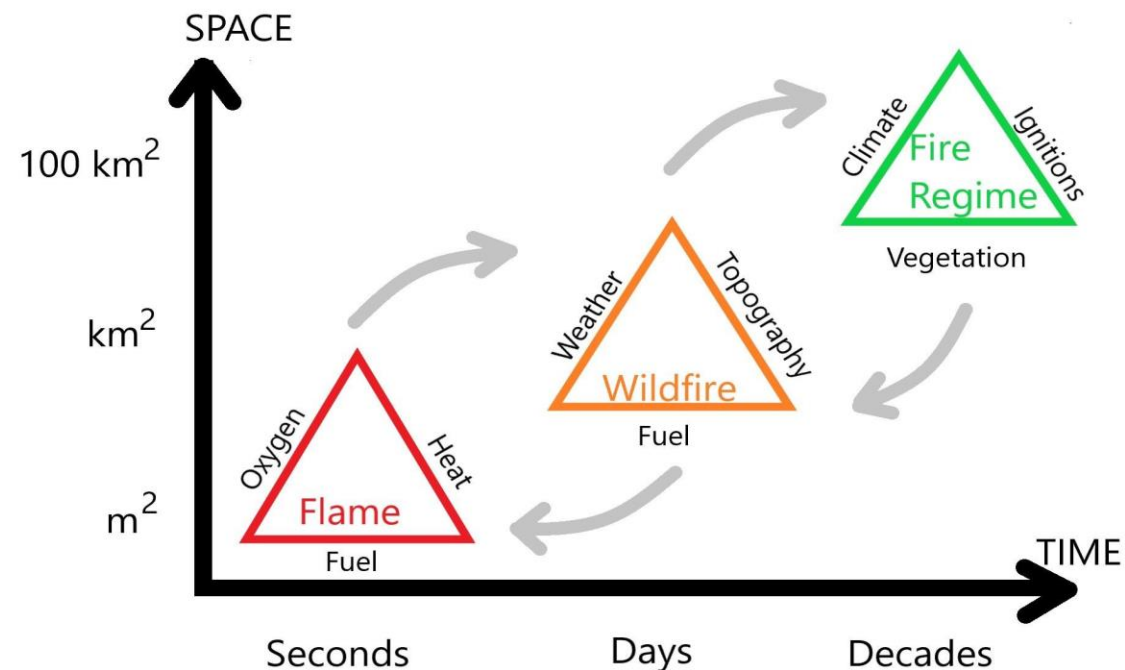 SPACE
100 km²
km²
m²
Climate
Fire
Regime
Ignitions
Vegetation
Weather
Topography
Wildfire
Fuel
Oxygen
Heat
Flame
Fuel
TIME
Seconds
Days
Decades